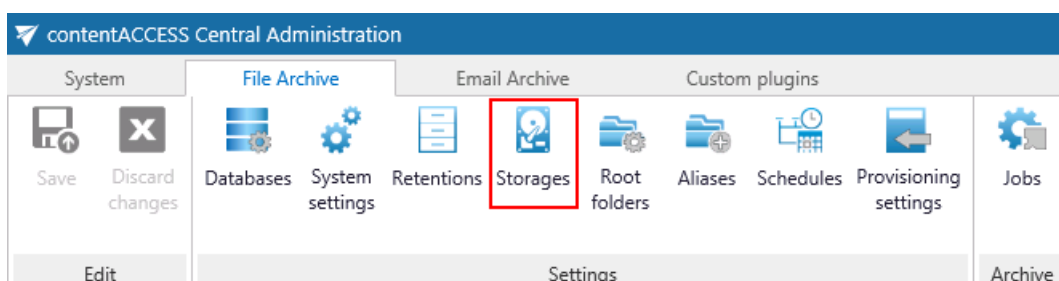 contentACCESS Central Administration
System File Archive Email Archive Custom plugins
Save Discard changes Databases System settings Retentions Storages Root folders Aliases Schedules Provisioning settings Jobs
Edit Settings Archive